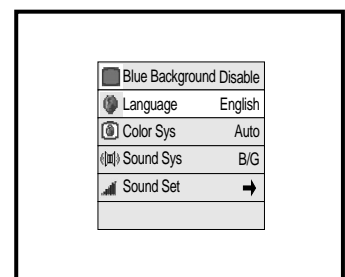 Blue Background Disable
Language English
Color Sys Auto
Sound Sys B/G
Sound Set